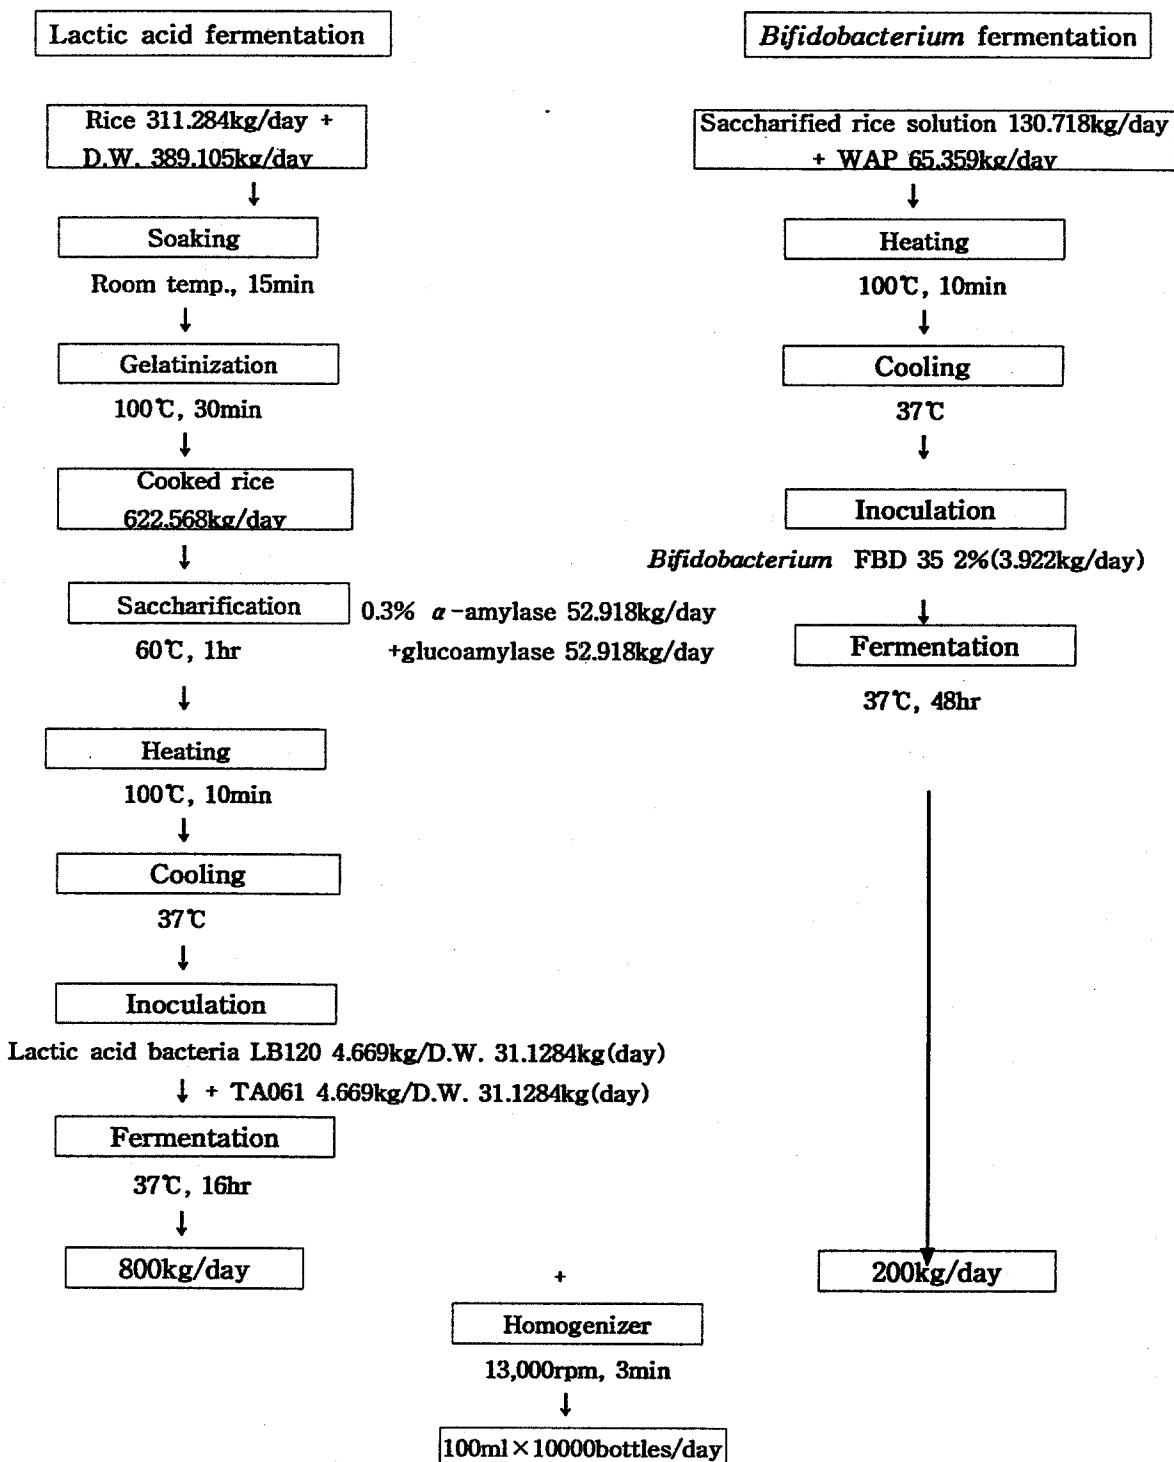 Lactic acid fermentation
Rice 311.284kg/day +
D.W. 389.105kg/day
↓
Soaking
Room temp., 15min
↓
Gelatinization
100℃, 30min
↓
Cooked rice
622.568kg/day
↓
Saccharification
0.3% α-amylase 52.918kg/day
+glucoamylase 52.918kg/day
60℃, 1hr
↓
Heating
100℃, 10min
↓
Cooling
37℃
↓
Inoculation
Lactic acid bacteria LB120 4.669kg/D.W. 31.1284kg(day)
↓ + TA061 4.669kg/D.W. 31.1284kg(day)
Fermentation
37℃, 16hr
↓
800kg/day
Bifidobacterium fermentation
Saccharified rice solution 130.718kg/day
+ WAP 65.359kg/day
↓
Heating
100℃, 10min
↓
Cooling
37℃
↓
Inoculation
Bifidobacterium FBD 35 2%(3.922kg/day)
↓
Fermentation
37℃, 48hr
200kg/day
+
Homogenizer
13,000rpm, 3min
↓
100ml×10000bottles/day